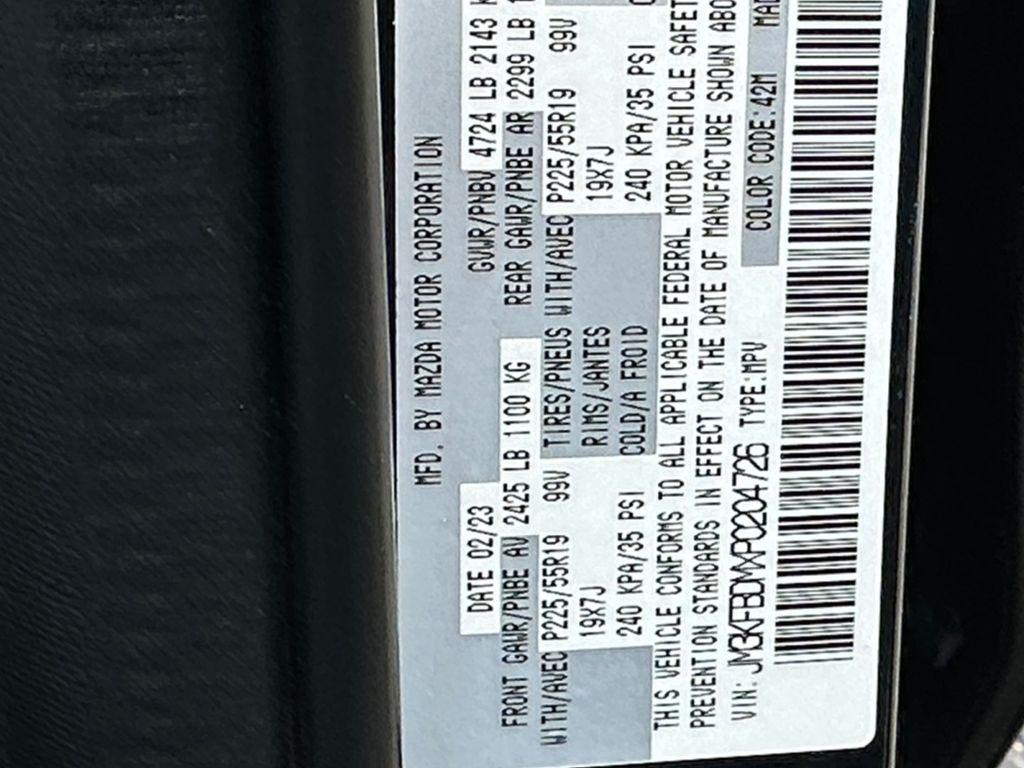 MFD. BY MAZDA MOTOR CORPORATION
DATE 02/23 GVWR/PNBV 4724 LB 2143
FRONT GAWR/PNBE AV 2425 LB 1100 KG REAR GAWR/PNBE AR 2299 LB
WITH/AVEC P225/55R19 99V TIRES/PNEUS WITH/AVEC P225/55R19 99V
19X7J RIMS/JANTES 19X7J
240 KPA/35 PSI COLD/A FROID 240 KPA/35 PSI
THIS VEHICLE CONFORMS TO ALL APPLICABLE FEDERAL MOTOR VEHICLE SAFET
PREVENTION STANDARDS IN EFFECT ON THE DATE OF MANUFACTURE SHOWN ABO
VIN: JM3KFBDMXP0204726 TYPE:MPV COLOR CODE:42M MAD